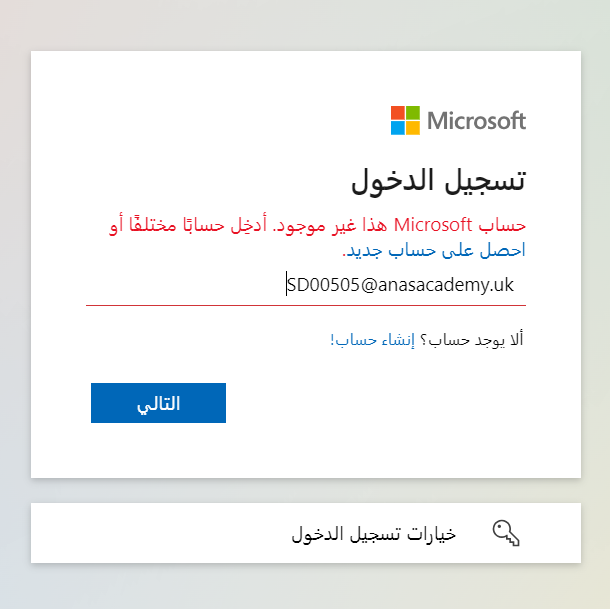 Microsoft
تسجيل الدخول
حساب Microsoft هذا غير موجود. أدخِل حسابًا مختلفًا أو
احصل على حساب جديد.
SD00505@anasacademy.uk
ألا يوجد حساب؟ إنشاء حساب!
التالي
خيارات تسجيل الدخول